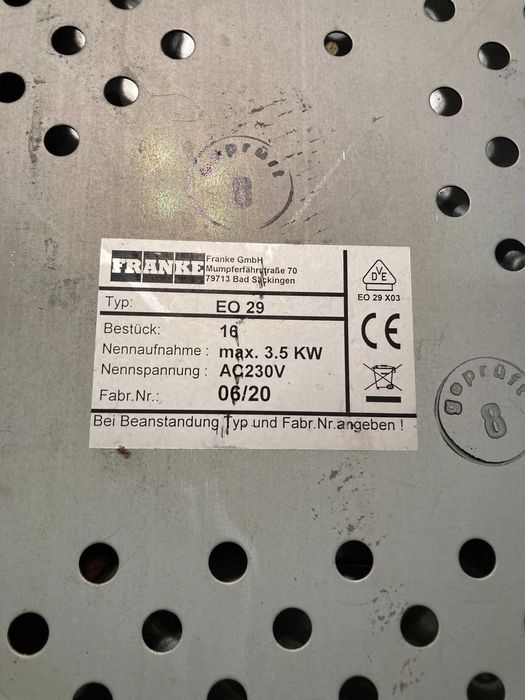 Geprüft
8
FRANKE
Franke GmbH
Mumpferfährstraße 70
79713 Bad Säckingen
Typ: EO 29
Bestück: 16
Nennaufnahme : max. 3.5 KW
Nennspannung : AC230V
Fabr.Nr.: 06/20
Bei Beanstandung Typ und Fabr.Nr.angeben !
VDE
EO 29 X03
CE
Geprüft
8